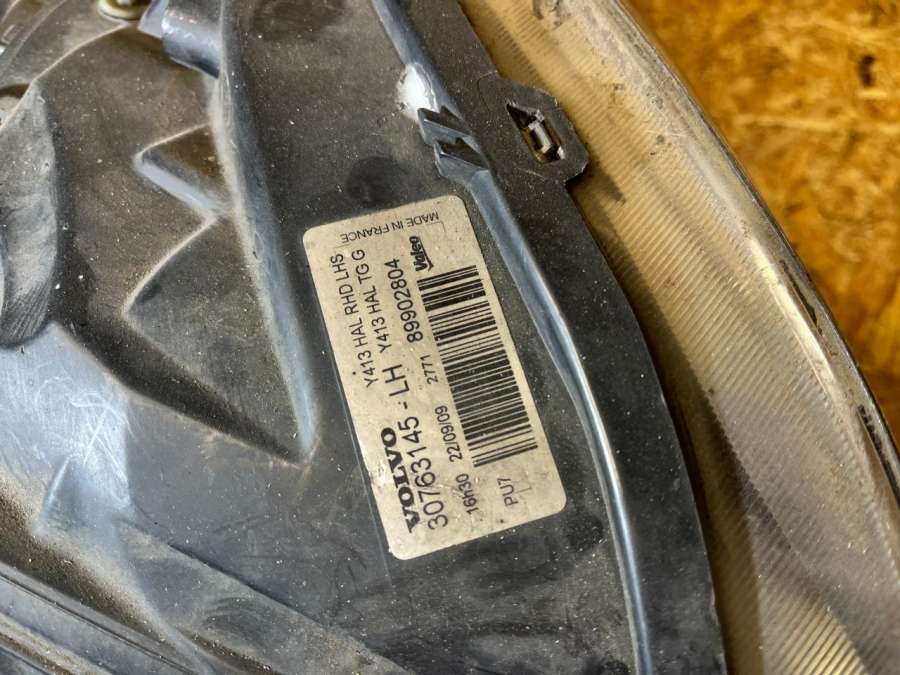 MADE IN FRANCE
Y413 HAL RHD LHS
Y413 HAL TG G
VOLVO
30763145 - LH 89902804 Valeo
16h30 22/09/09 2771
PU7